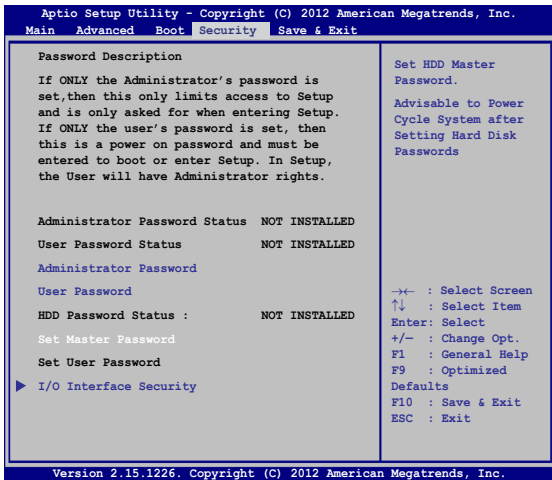 Aptio Setup Utility - Copyright (C) 2012 American Megatrends, Inc.
Main Advanced Boot Security Save & Exit
Password Description
If ONLY the Administrator's password is
set,then this only limits access to Setup
and is only asked for when entering Setup.
If ONLY the user's password is set, then
this is a power on password and must be
entered to boot or enter Setup. In Setup,
the User will have Administrator rights.
Administrator Password Status NOT INSTALLED
User Password Status NOT INSTALLED
Administrator Password
User Password
HDD Password Status : NOT INSTALLED
Set Master Password
Set User Password
I/O Interface Security
Set HDD Master
Password.
Advisable to Power
Cycle System after
Setting Hard Disk
Passwords
→← : Select Screen
↑↓ : Select Item
Enter: Select
+/— : Change Opt.
F1 : General Help
F9 : Optimized
Defaults
F10 : Save & Exit
ESC : Exit
Version 2.15.1226. Copyright (C) 2012 American Megatrends, Inc.